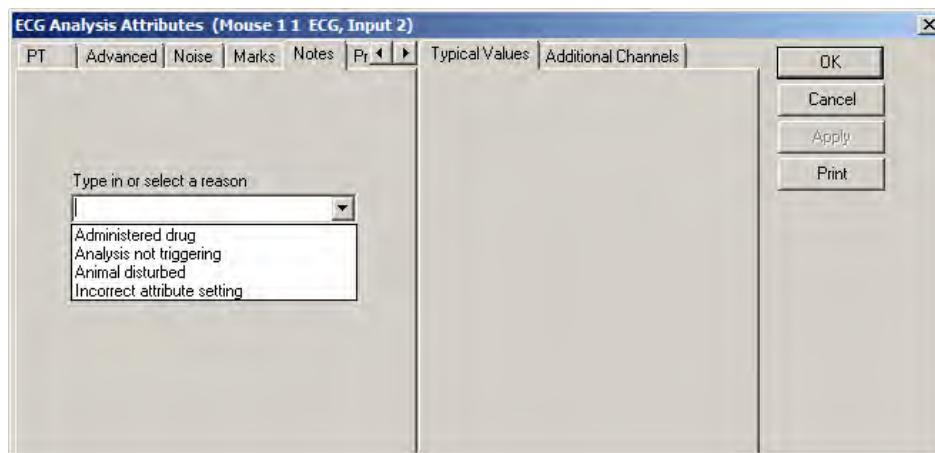 ECG Analysis Attributes (Mouse 1 1 ECG, Input 2)
PT Advanced Noise Marks Notes Pr
Typical Values Additional Channels
OK
Cancel
Apply
Print
Type in or select a reason
Administered drug
Analysis not triggering
Animal disturbed
Incorrect attribute setting